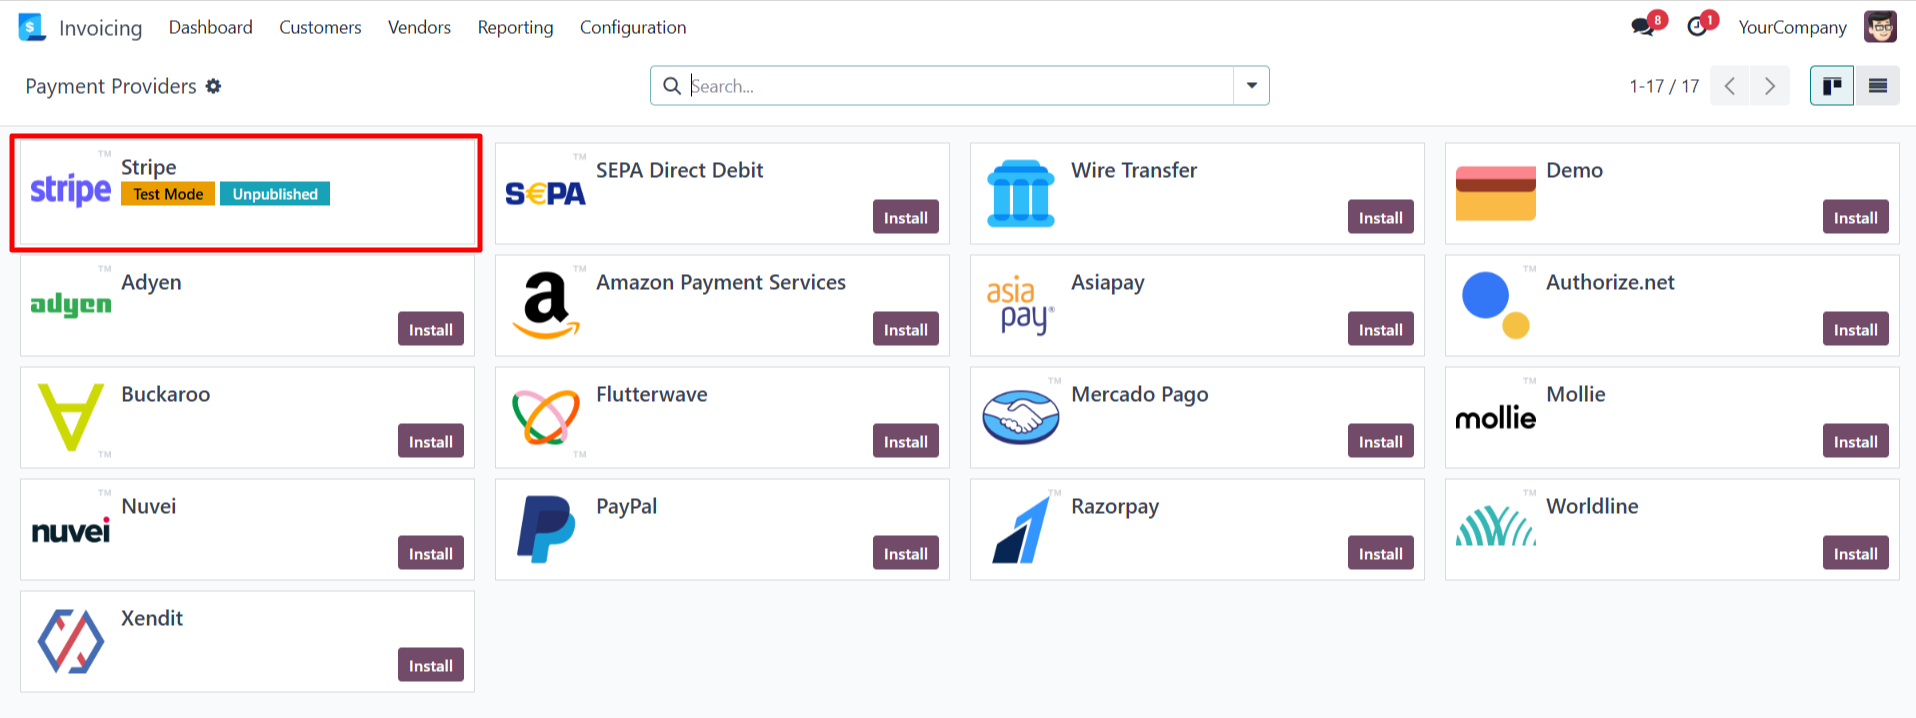 $ Invoicing Dashboard Customers Vendors Reporting Configuration 8 1 YourCompany
Payment Providers Search... 1-17 / 17
stripe TM Stripe
Test Mode Unpublished
S€PA TM SEPA Direct Debit
Install
Wire Transfer
Install
Demo
Install
adyen TM Adyen
Install
a TM Amazon Payment Services
Install
asia pay® Asiapay
Install
TM Authorize.net
Install
Buckaroo
TM
Install
Flutterwave
TM
Install
TM Mercado Pago
Install
mollie TM Mollie
Install
nuvei TM Nuvei
Install
PayPal
Install
TM Razorpay
Install
TM Worldline
Install
Xendit
Install